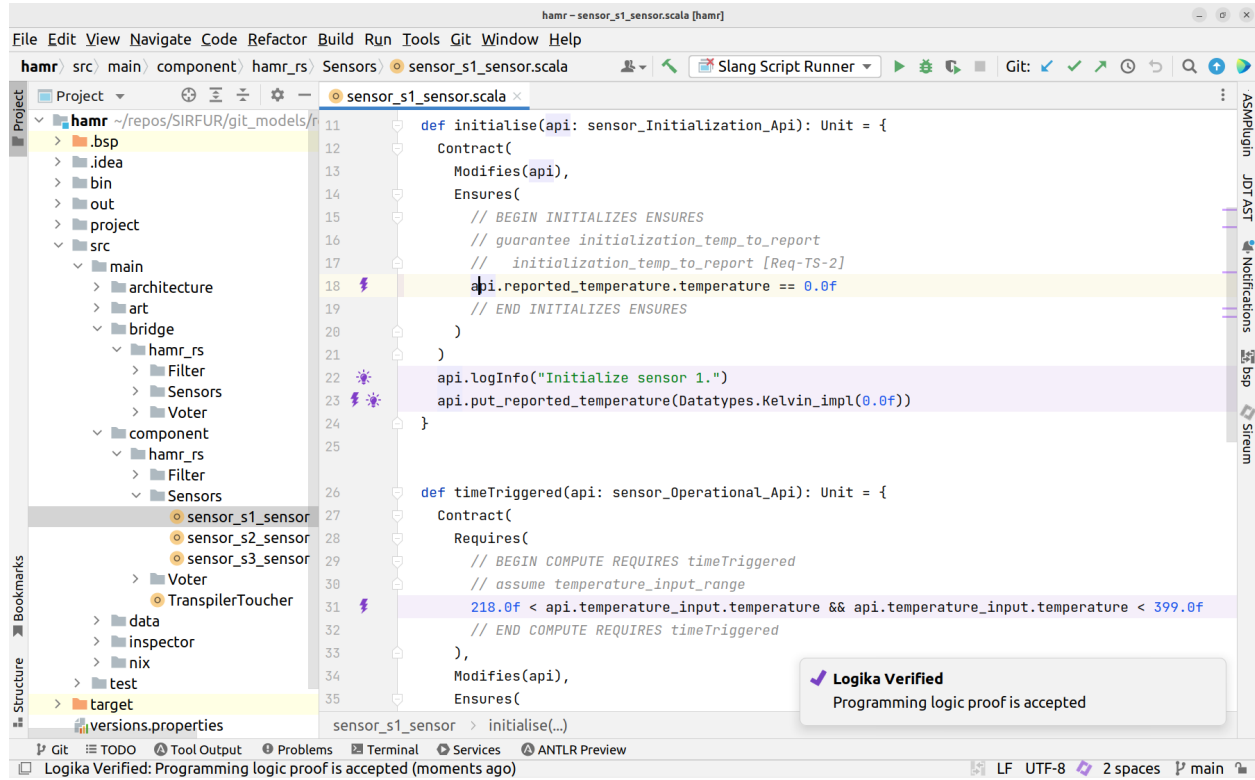 hamr – sensor_s1_sensor.scala [hamr]
File Edit View Navigate Code Refactor Build Run Tools Git Window Help
hamr src main component hamr_rs Sensors sensor_s1_sensor.scala Slang Script Runner Git:
Project sensor_s1_sensor.scala
hamr ~/repos/SIRFUR/git_models/r
.bsp
.idea
bin
out
project
src
main
architecture
art
bridge
hamr_rs
Filter
Sensors
Voter
component
hamr_rs
Filter
Sensors
sensor_s1_sensor
sensor_s2_sensor
sensor_s3_sensor
Voter
TranspilerToucher
data
inspector
nix
test
target
versions.properties
11 def initialise(api: sensor_Initialization_Api): Unit = {
12 Contract(
13 Modifies(api),
14 Ensures(
15 // BEGIN INITIALIZES ENSURES
16 // guarantee initialization_temp_to_report
17 //   initialization_temp_to_report [Req-TS-2]
18 api.reported_temperature.temperature == 0.0f
19 // END INITIALIZES ENSURES
20 )
21 )
22 api.logInfo("Initialize sensor 1.")
23 api.put_reported_temperature(Datatypes.Kelvin_impl(0.0f))
24 }
25
26 def timeTriggered(api: sensor_Operational_Api): Unit = {
27 Contract(
28 Requires(
29 // BEGIN COMPUTE REQUIRES timeTriggered
30 // assume temperature_input_range
31 218.0f < api.temperature_input.temperature && api.temperature_input.temperature < 399.0f
32 // END COMPUTE REQUIRES timeTriggered
33 ),
34 Modifies(api),
35 Ensures(
Logika Verified
Programming logic proof is accepted
sensor_s1_sensor initialise(...)
Project
Bookmarks
Structure
ASMPlugin
JDT AST
Notifications
bsp
Sireum
Git TODO Tool Output Problems Terminal Services ANTLR Preview
Logika Verified: Programming logic proof is accepted (moments ago) LF UTF-8 2 spaces main